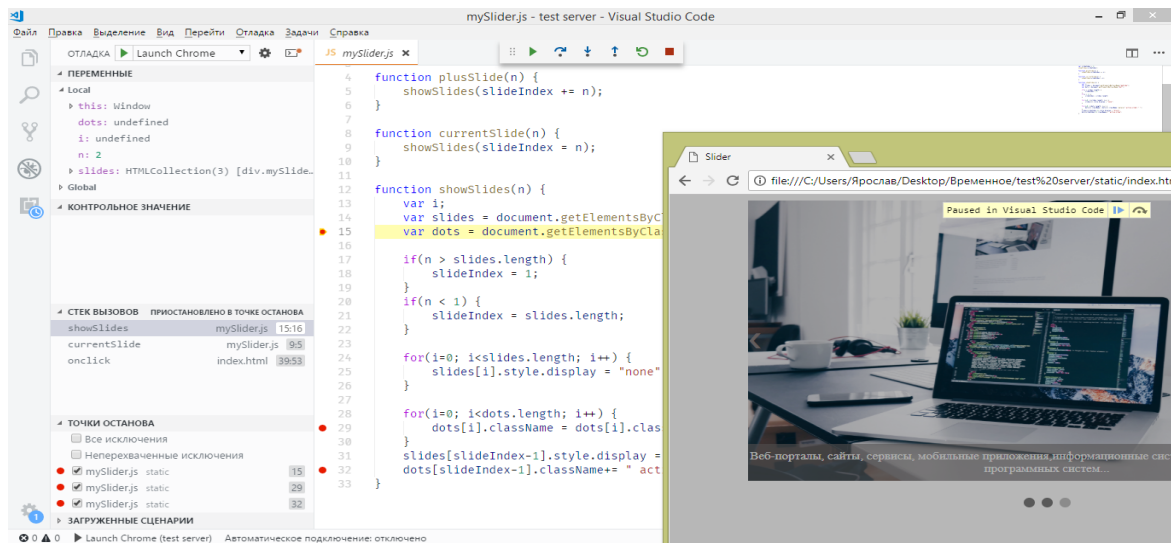 mySlider.js - test server - Visual Studio Code
Файл Правка Выделение Вид Перейти Отладка Задачи Справка
ОТЛАДКА Launch Chrome
JS mySlider.js
ПЕРЕМЕННЫЕ
Local
this: Window
dots: undefined
i: undefined
n: 2
slides: HTMLCollection(3) [div.mySlide…
Global
КОНТРОЛЬНОЕ ЗНАЧЕНИЕ
СТЕК ВЫЗОВОВ ПРИОСТАНОВЛЕНО В ТОЧКЕ ОСТАНОВА
showSlides mySlider.js 15:16
currentSlide mySlider.js 9:5
onclick index.html 39:53
ТОЧКИ ОСТАНОВА
Все исключения
Неперехваченные исключения
mySlider.js static 15
mySlider.js static 29
mySlider.js static 32
ЗАГРУЖЕННЫЕ СЦЕНАРИИ
4 function plusSlide(n) {
5 showSlides(slideIndex += n);
6 }
7
8 function currentSlide(n) {
9 showSlides(slideIndex = n);
10 }
11
12 function showSlides(n) {
13 var i;
14 var slides = document.getElementsByC
15 var dots = document.getElementsByCla
16
17 if(n > slides.length) {
18 slideIndex = 1;
19 }
20 if(n < 1) {
21 slideIndex = slides.length;
22 }
23
24 for(i=0; i<slides.length; i++) {
25 slides[i].style.display = "none"
26 }
27
28 for(i=0; i<dots.length; i++) {
29 dots[i].className = dots[i].clas
30 }
31 slides[slideIndex-1].style.display =
32 dots[slideIndex-1].className+= " act
33 }
Slider
file:///C:/Users/Ярослав/Desktop/Временное/test%20server/static/index.htm
Paused in Visual Studio Code
Веб-порталы, сайты, сервисы, мобильные приложения,информационные сис
программных систем...
1
0 0 Launch Chrome (test server) Автоматическое подключение: отключено